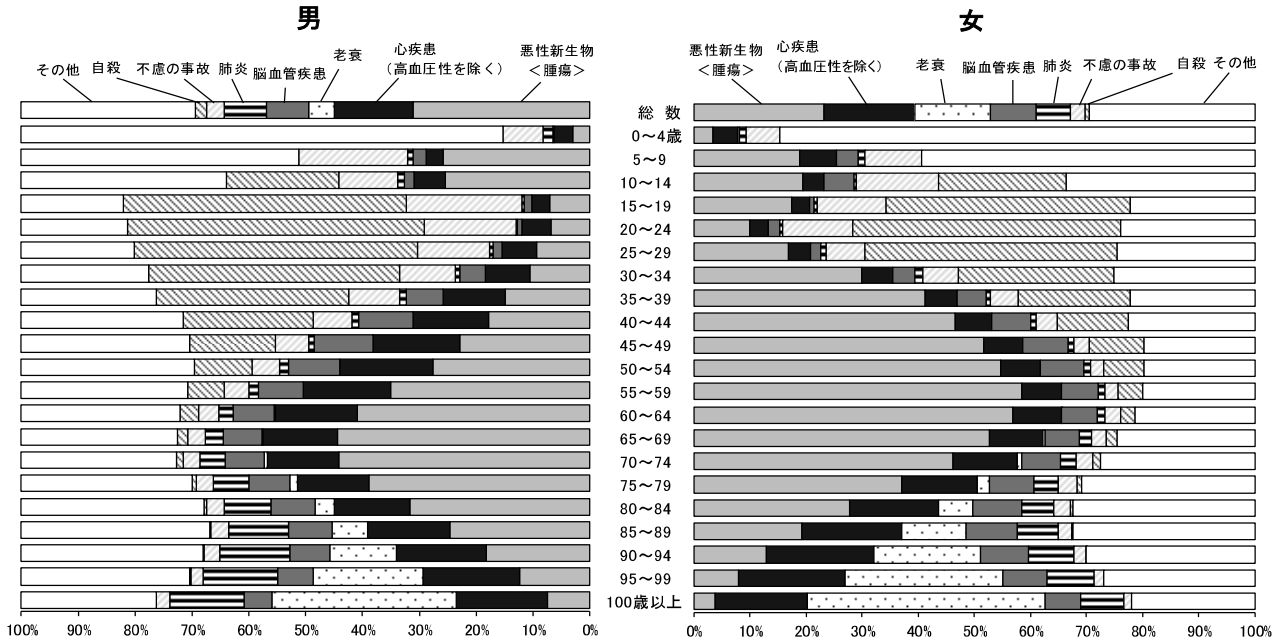 男
その他
自殺
不慮の事故
肺炎
脳血管疾患
老衰
心疾患
（高血圧性を除く）
悪性新生物
＜腫瘍＞
女
悪性新生物
＜腫瘍＞
心疾患
（高血圧性を除く）
老衰
脳血管疾患
肺炎
不慮の事故
自殺
その他
総 数
0～4歳
5～9
10～14
15～19
20～24
25～29
30～34
35～39
40～44
45～49
50～54
55～59
60～64
65～69
70～74
75～79
80～84
85～89
90～94
95～99
100歳以上
100% 90% 80% 70% 60% 50% 40% 30% 20% 10% 0%
0% 10% 20% 30% 40% 50% 60% 70% 80% 90% 100%